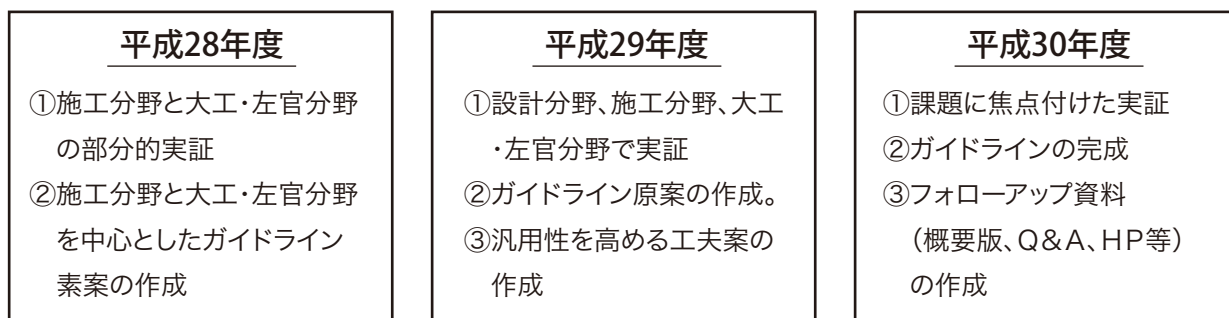 平成28年度
①施工分野と大工・左官分野
の部分的実証
②施工分野と大工・左官分野
を中心としたガイドライン
素案の作成
平成29年度
①設計分野、施工分野、大工
・左官分野で実証
②ガイドライン原案の作成。
③汎用性を高める工夫案の
作成
平成30年度
①課題に焦点付けた実証
②ガイドラインの完成
③フォローアップ資料
（概要版、Q＆A、HP等）
の作成